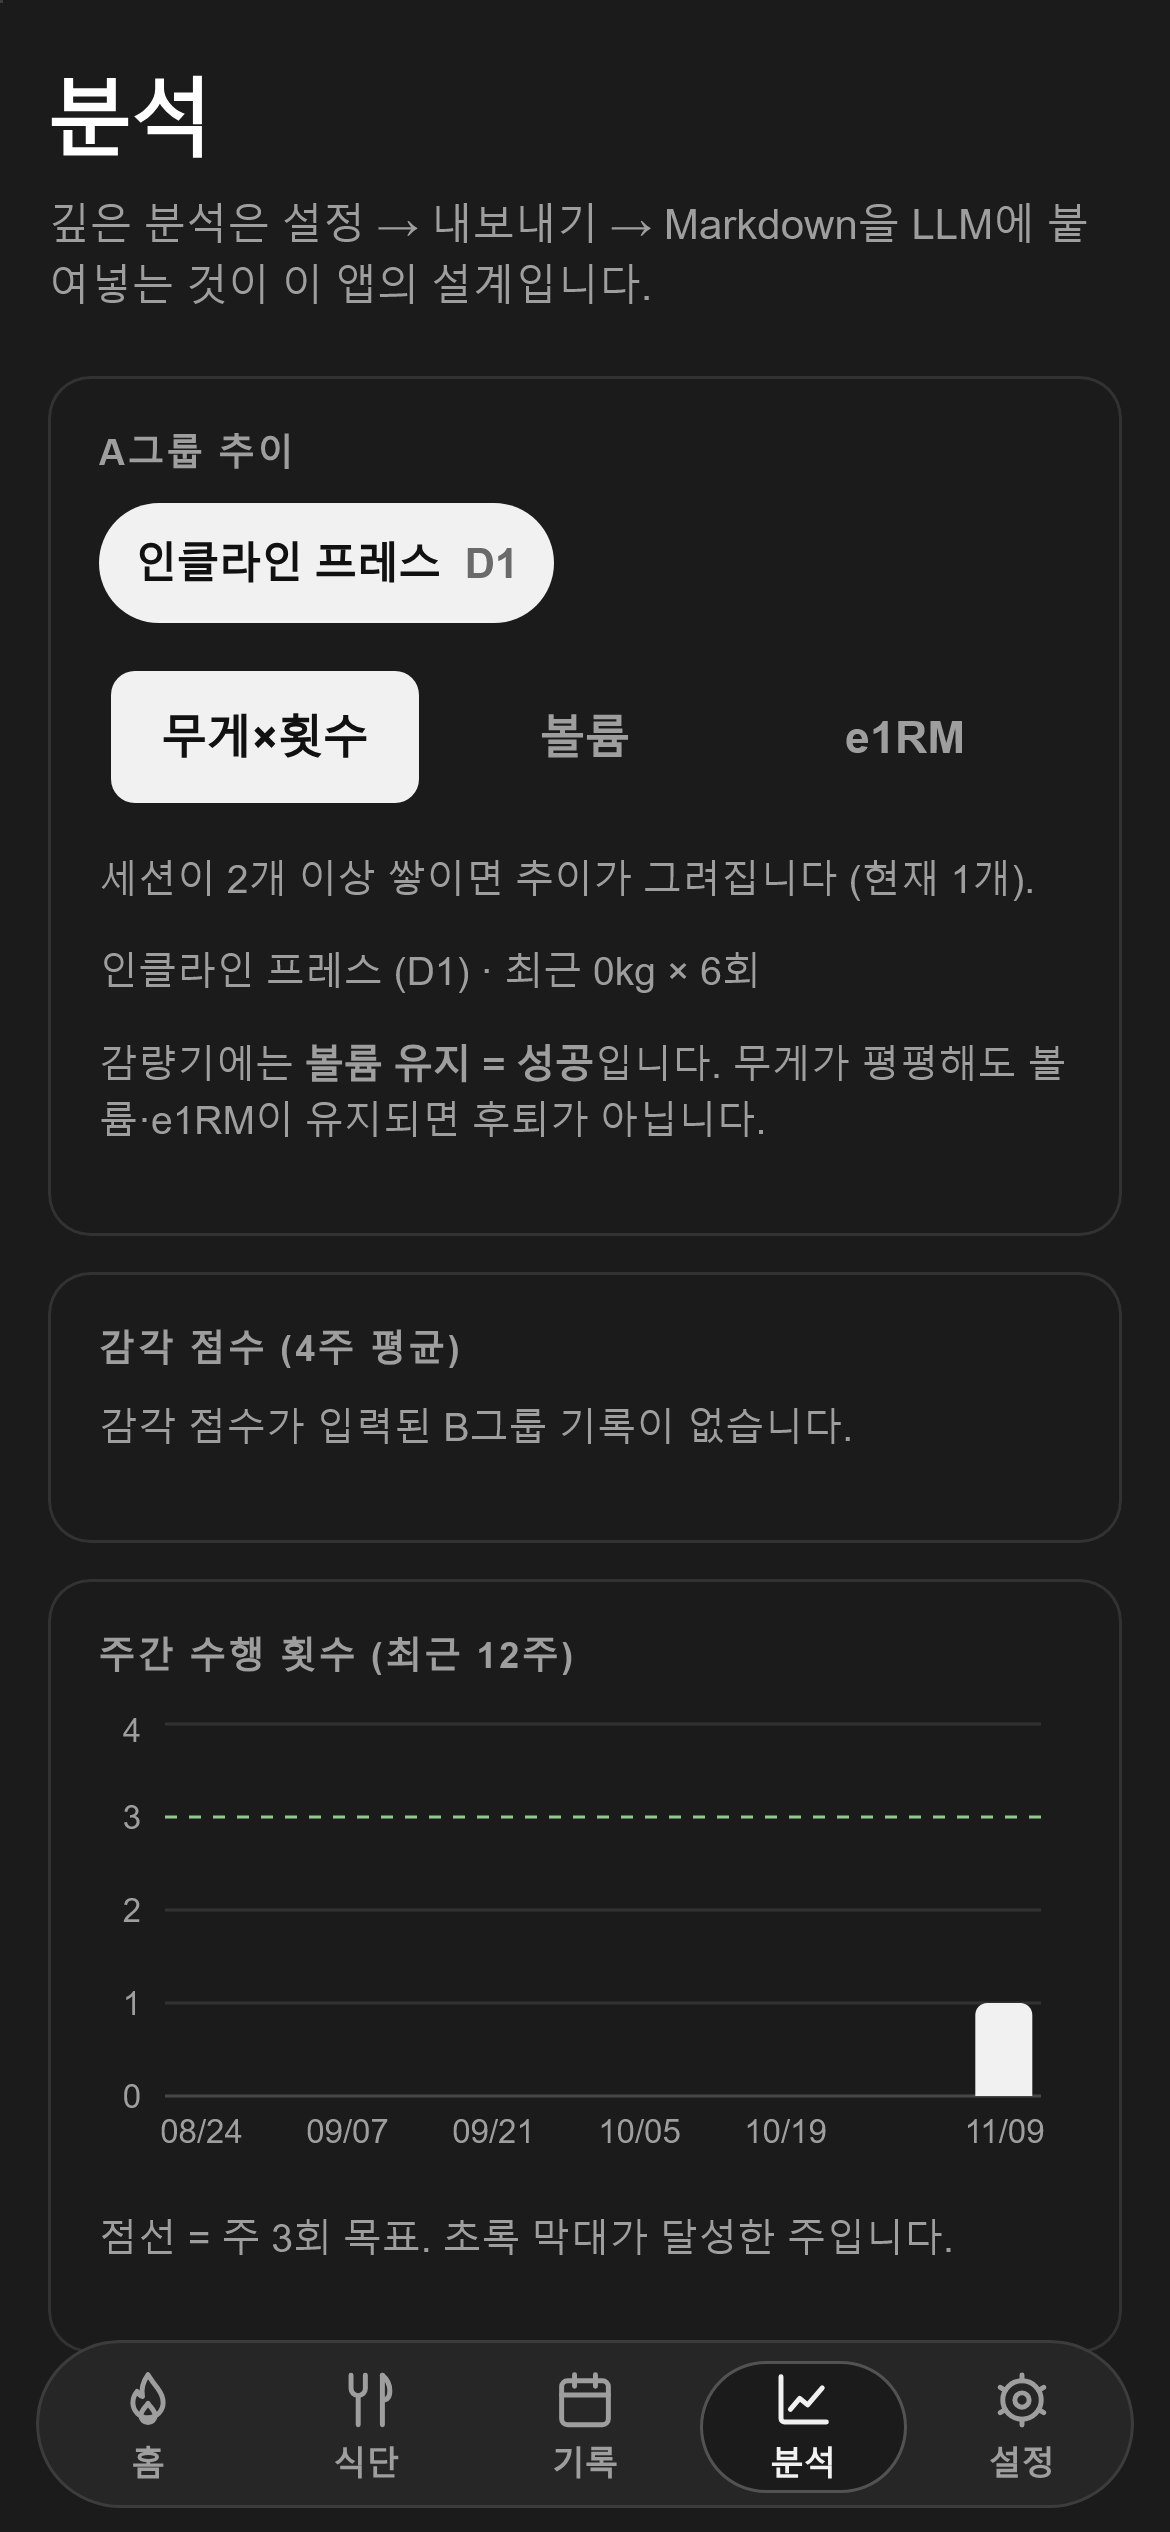 분석
깊은 분석은 설정 → 내보내기 → Markdown을 LLM에 붙
여넣는 것이 이 앱의 설계입니다.
A그룹 추이
인클라인 프레스 D1
무게×횟수 볼륨 e1RM
세션이 2개 이상 쌓이면 추이가 그려집니다 (현재 1개).
인클라인 프레스 (D1) · 최근 0kg × 6회
감량기에는 볼륨 유지 = 성공입니다. 무게가 평평해도 볼
륨·e1RM이 유지되면 후퇴가 아닙니다.
감각 점수 (4주 평균)
감각 점수가 입력된 B그룹 기록이 없습니다.
주간 수행 횟수 (최근 12주)
4
3
2
1
0
08/24 09/07 09/21 10/05 10/19 11/09
점선 = 주 3회 목표. 초록 막대가 달성한 주입니다.
홈 식단 기록 분석 설정